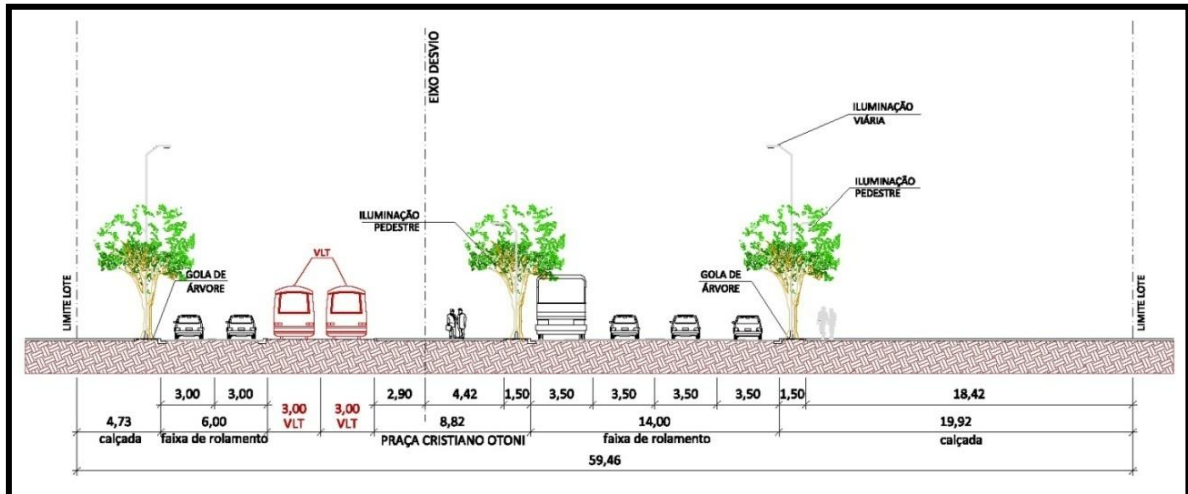 EIXO DESVIO
ILUMINAÇÃO
VIÁRIA
ILUMINAÇÃO
PEDESTRE
ILUMINAÇÃO
PEDESTRE
VLT
GOLA DE
ÁRVORE
GOLA DE
ÁRVORE
LIMITE LOTE
LIMITE LOTE
3,00 3,00 2,90 4,42 1,50 3,50 3,50 3,50 3,50 1,50 18,42
3,00 3,00
VLT VLT
4,73 6,00 8,82 14,00 19,92
calçada faixa de rolamento PRAÇA CRISTIANO OTONI faixa de rolamento calçada
59,46